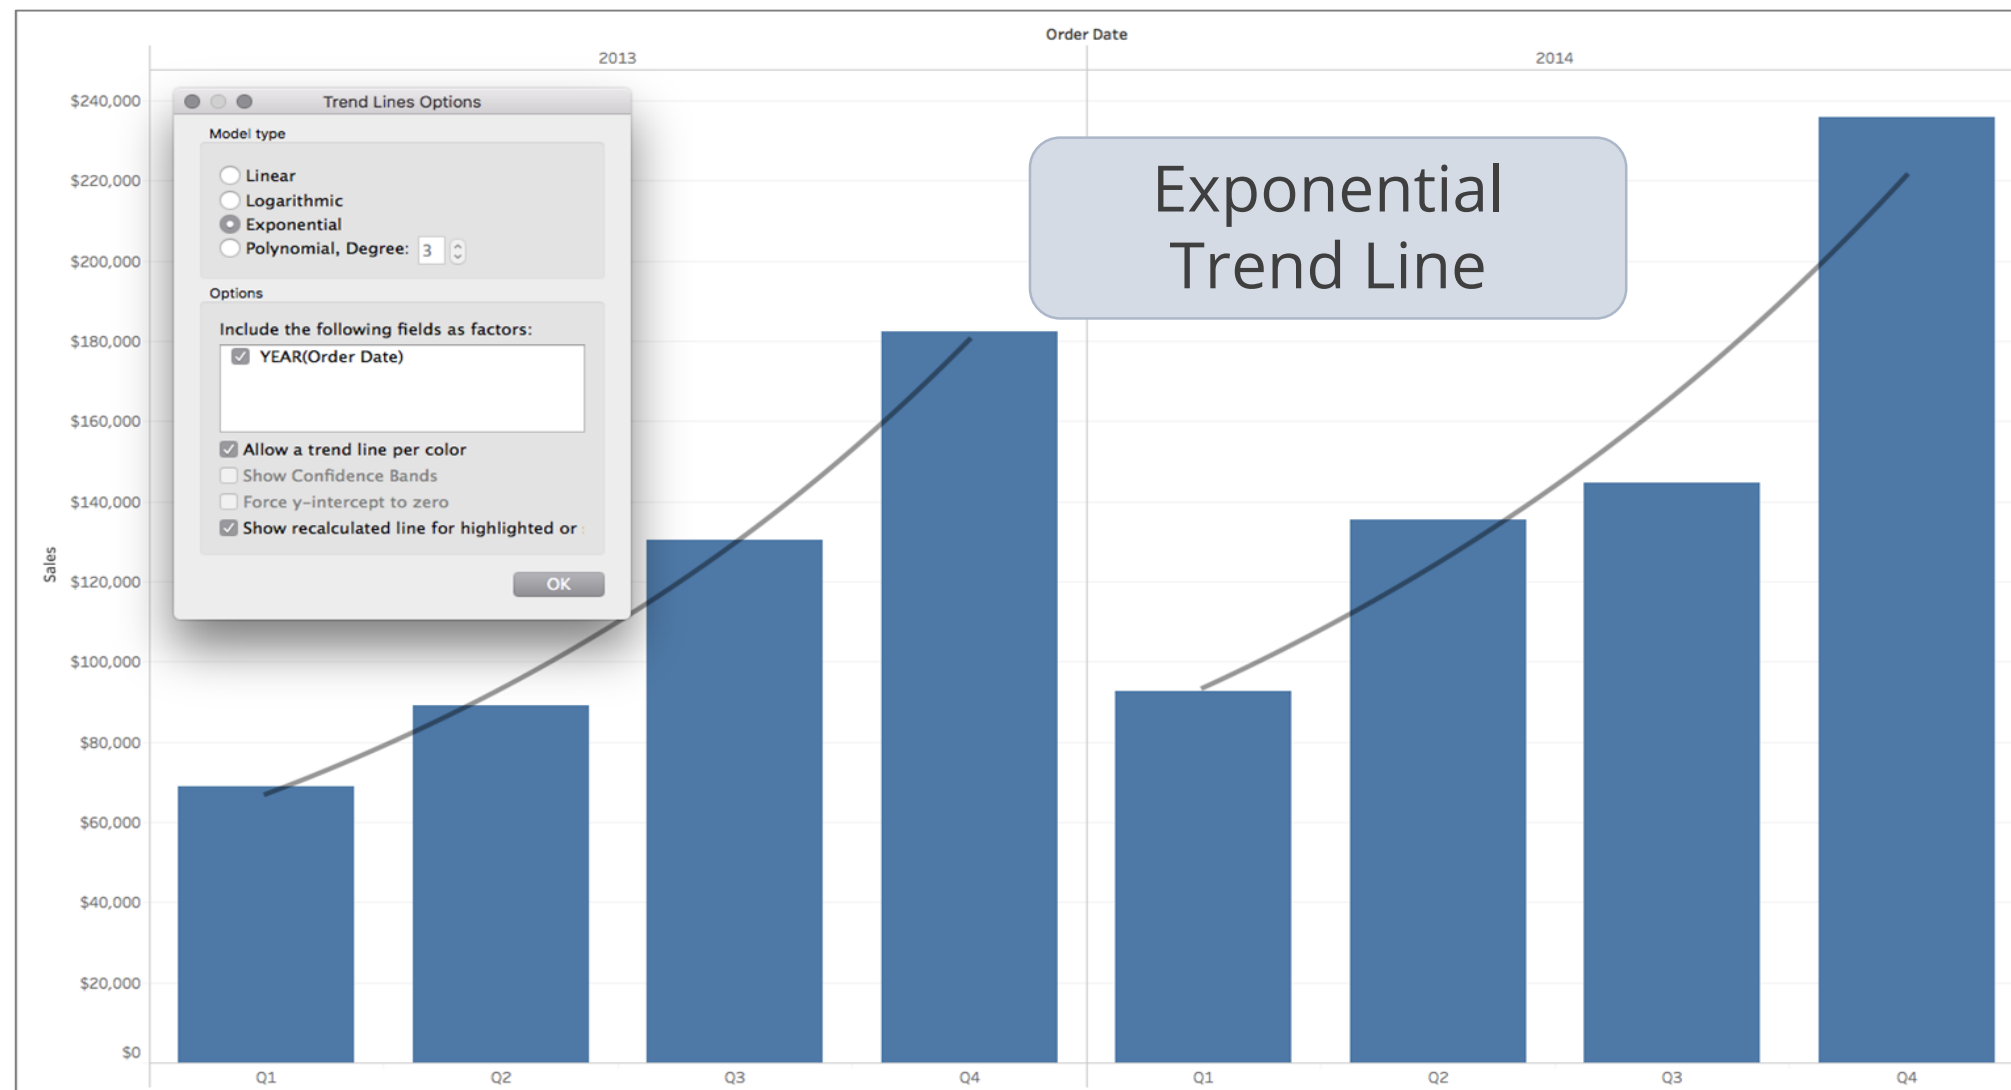 Order Date
2013
2014
$240,000
$220,000
$200,000
$180,000
$160,000
$140,000
$120,000
$100,000
$80,000
$60,000
$40,000
$20,000
$0
Sales
Trend Lines Options
Model type
Linear
Logarithmic
Exponential
Polynomial, Degree: 3
Options
Include the following fields as factors:
YEAR(Order Date)
Allow a trend line per color
Show Confidence Bands
Force y-intercept to zero
Show recalculated line for highlighted or
OK
Exponential
Trend Line
Q1 Q2 Q3 Q4 Q1 Q2 Q3 Q4